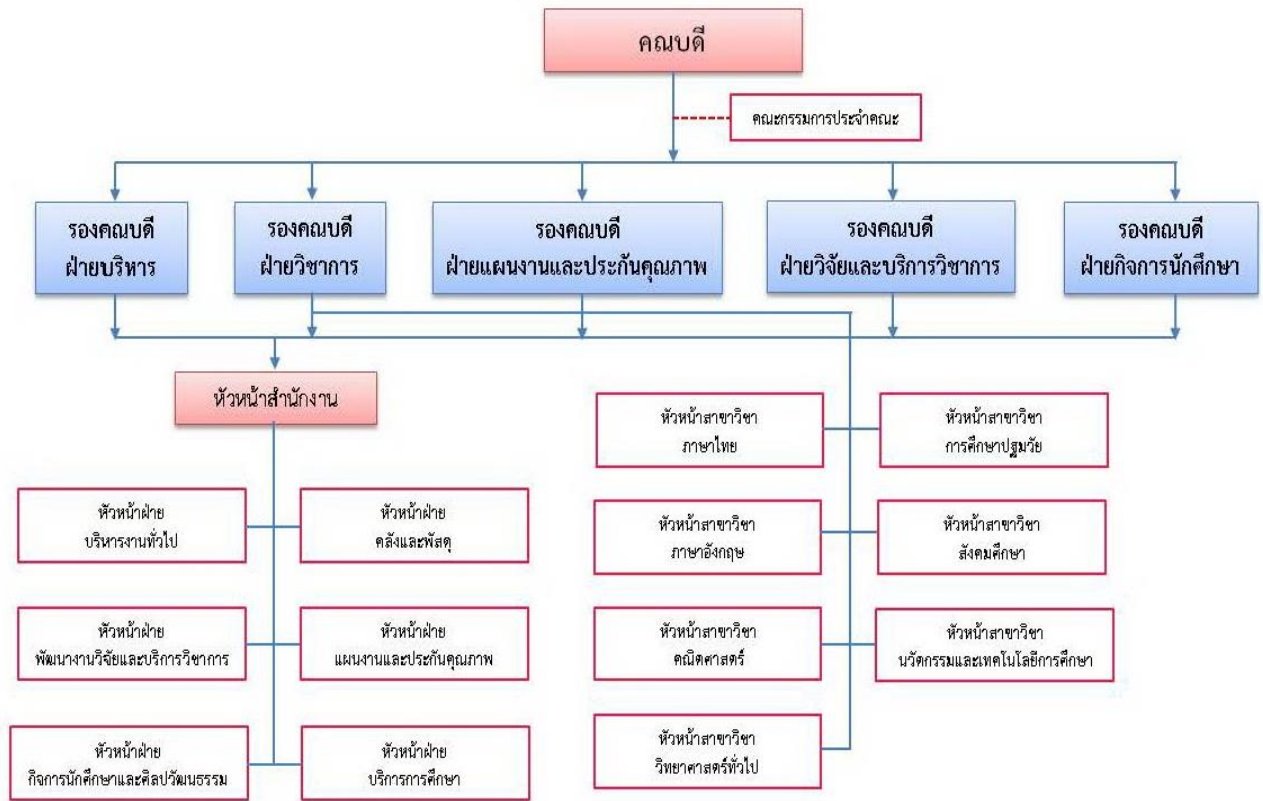 คณบดี
คณะกรรมการประจำคณะ
รองคณบดี
ฝ่ายบริหาร
รองคณบดี
ฝ่ายวิชาการ
รองคณบดี
ฝ่ายแผนงานและประกันคุณภาพ
รองคณบดี
ฝ่ายวิจัยและบริการวิชาการ
รองคณบดี
ฝ่ายกิจการนักศึกษา
หัวหน้าสำนักงาน
หัวหน้าฝ่าย
บริหารงานทั่วไป
หัวหน้าฝ่าย
คลังและพัสดุ
หัวหน้าฝ่าย
พัฒนางานวิจัยและบริการวิชาการ
หัวหน้าฝ่าย
แผนงานและประกันคุณภาพ
หัวหน้าฝ่าย
กิจการนักศึกษาและศิลปวัฒนธรรม
หัวหน้าฝ่าย
บริการการศึกษา
หัวหน้าสาขาวิชา
ภาษาไทย
หัวหน้าสาขาวิชา
การศึกษาปฐมวัย
หัวหน้าสาขาวิชา
ภาษาอังกฤษ
หัวหน้าสาขาวิชา
สังคมศึกษา
หัวหน้าสาขาวิชา
คณิตศาสตร์
หัวหน้าสาขาวิชา
นวัตกรรมและเทคโนโลยีการศึกษา
หัวหน้าสาขาวิชา
วิทยาศาสตร์ทั่วไป